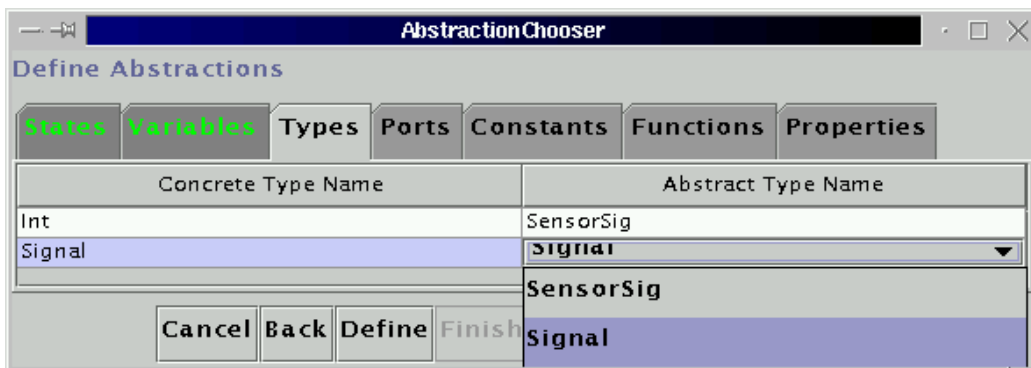 AbstractionChooser
Define Abstractions
States Variables Types Ports Constants Functions Properties
Concrete Type Name Abstract Type Name
Int SensorSig
Signal Signal
SensorSig
Cancel Back Define Finish Signal